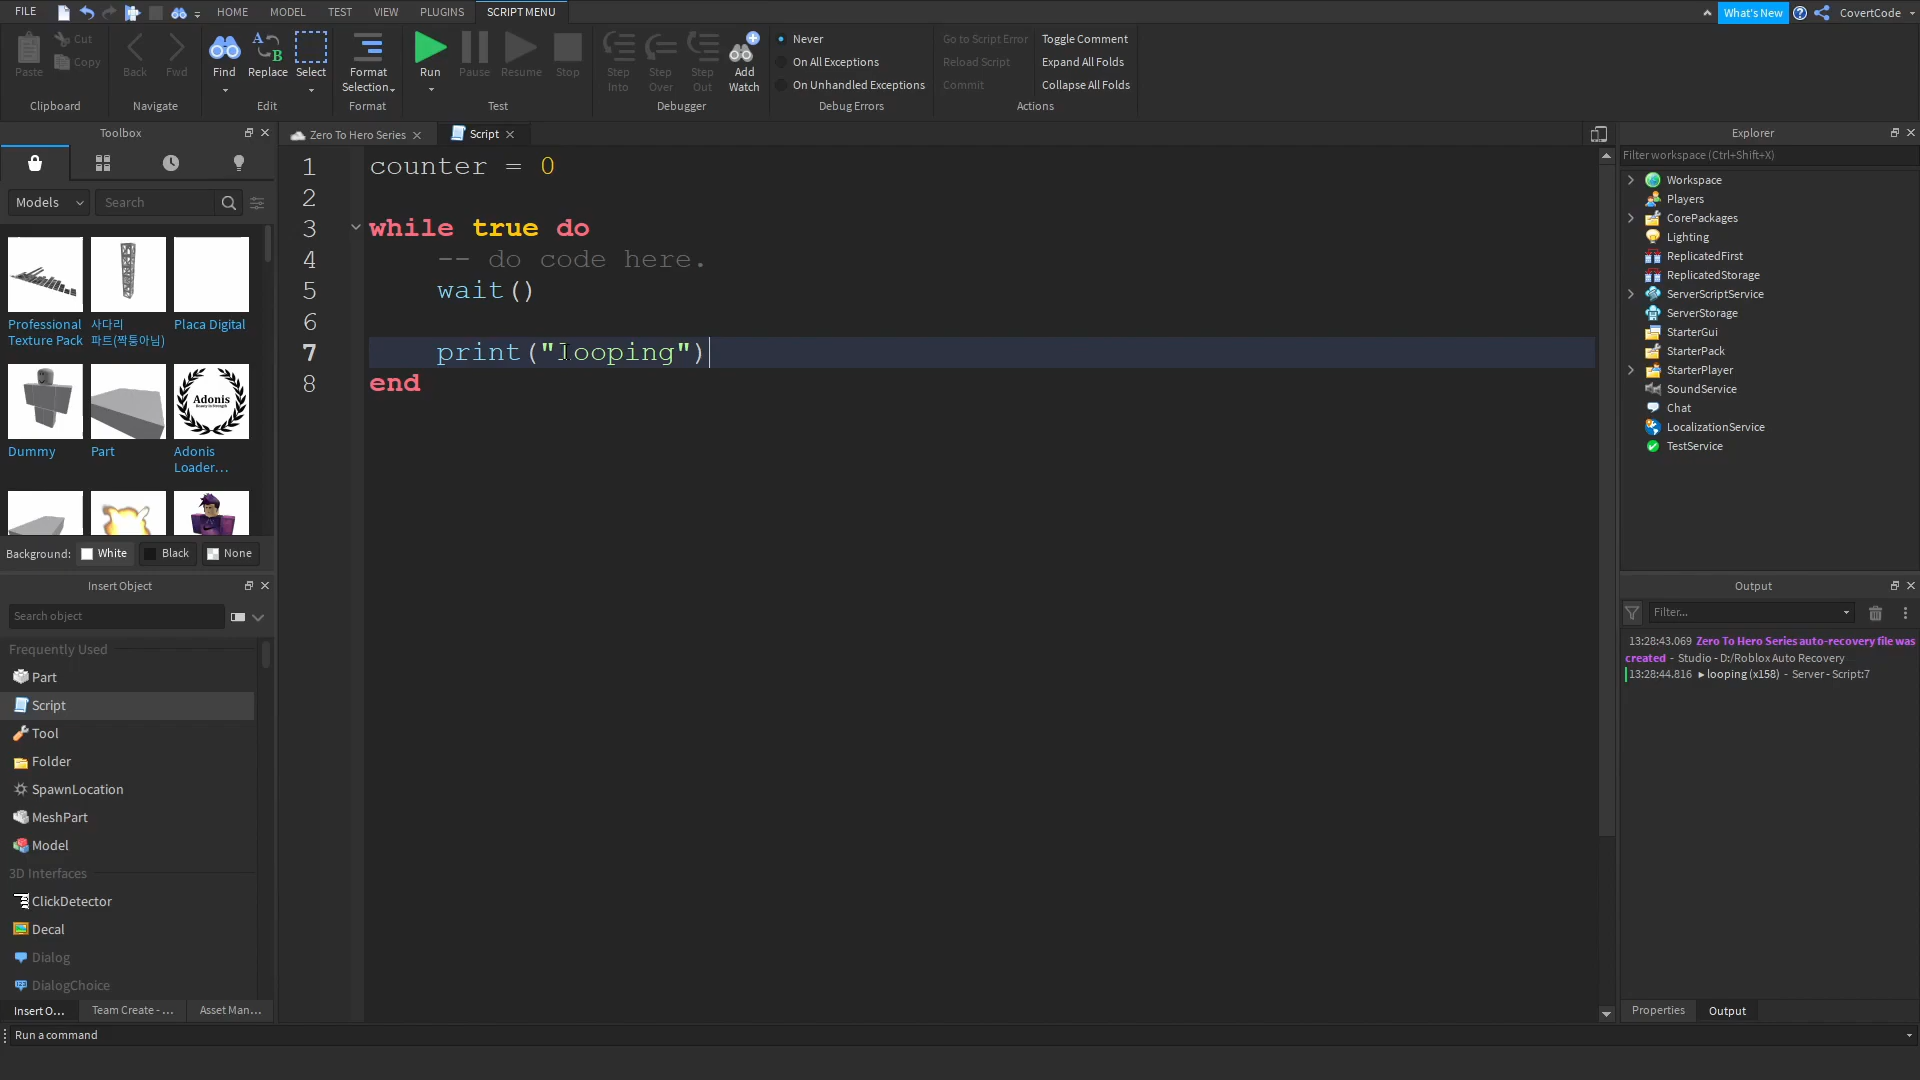 FILE HOME MODEL TEST VIEW PLUGINS SCRIPT MENU What's New CovertCode
Paste Cut Copy
Clipboard
Back Fwd
Navigate
Find Replace Select
Edit
Format Selection
Format
Run Pause Resume Stop
Test
Step Into Step Over Step Out Add Watch
Debugger
Never
On All Exceptions
On Unhandled Exceptions
Debug Errors
Go to Script Error Toggle Comment
Reload Script Expand All Folds
Commit Collapse All Folds
Actions
Toolbox
Models Search
Professional Texture Pack
사다리 파트(짝퉁아님)
Placa Digital
Adonis
Dummy
Part
Adonis Loader...
Background: White Black None
Insert Object
Search object
Frequently Used
Part
Script
Tool
Folder
SpawnLocation
MeshPart
Model
3D Interfaces
ClickDetector
Decal
Dialog
DialogChoice
Insert O... Team Create - ... Asset Man...
Run a command
Zero To Hero Series Script
1 counter = 0
2
3 while true do
4 -- do code here.
5 wait()
6
7 print("looping")
8 end
Explorer
Filter workspace (Ctrl+Shift+X)
Workspace
Players
CorePackages
Lighting
ReplicatedFirst
ReplicatedStorage
ServerScriptService
ServerStorage
StarterGui
StarterPack
StarterPlayer
SoundService
Chat
LocalizationService
TestService
Output
Filter...
13:28:43.069 Zero To Hero Series auto-recovery file was
created - Studio - D:/Roblox Auto Recovery
13:28:44.816 looping (x158) - Server - Script:7
Properties Output